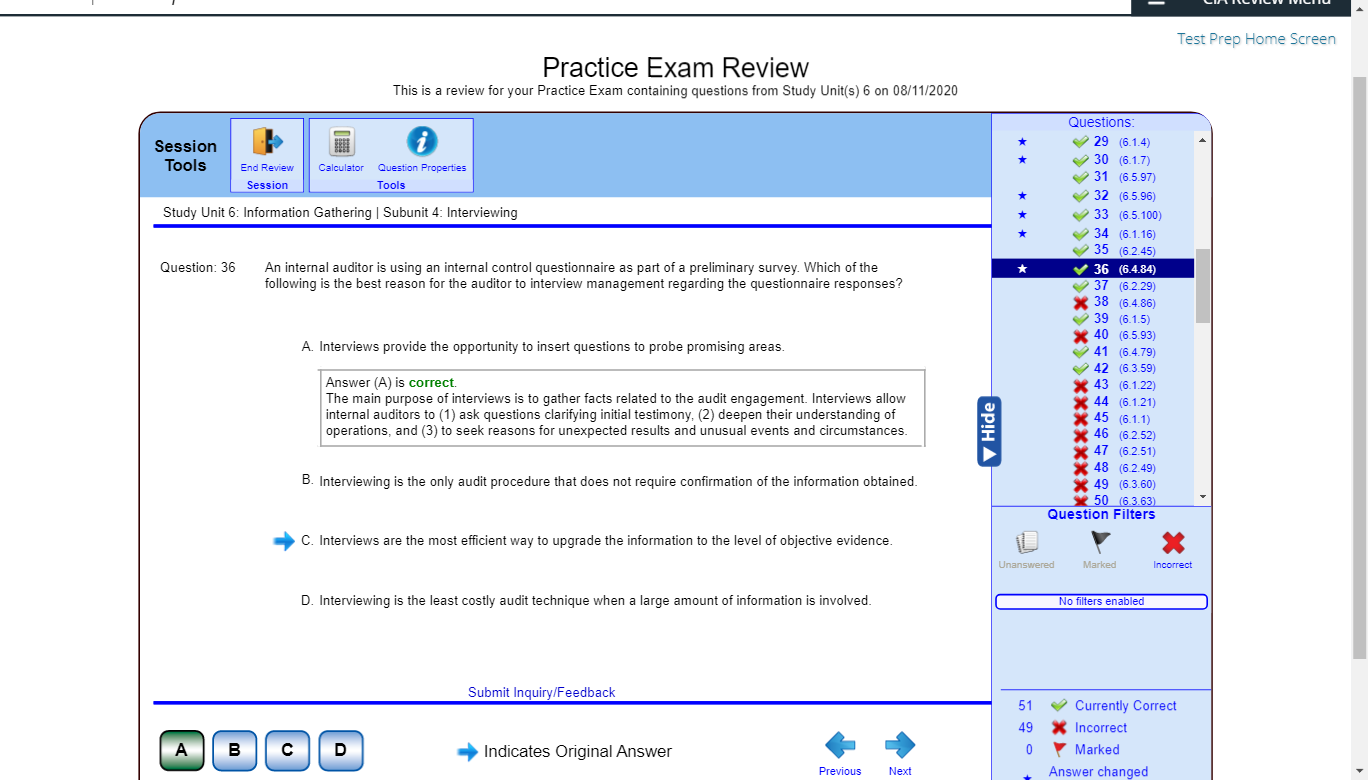 CIA Review Menu
Test Prep Home Screen
Practice Exam Review
This is a review for your Practice Exam containing questions from Study Unit(s) 6 on 08/11/2020
Session
Tools
End Review
Session
Calculator
Question Properties
Tools
Study Unit 6: Information Gathering | Subunit 4: Interviewing
Question: 36
An internal auditor is using an internal control questionnaire as part of a preliminary survey. Which of the
following is the best reason for the auditor to interview management regarding the questionnaire responses?
A. Interviews provide the opportunity to insert questions to probe promising areas.
Answer (A) is correct.
The main purpose of interviews is to gather facts related to the audit engagement. Interviews allow
internal auditors to (1) ask questions clarifying initial testimony, (2) deepen their understanding of
operations, and (3) to seek reasons for unexpected results and unusual events and circumstances.
B. Interviewing is the only audit procedure that does not require confirmation of the information obtained.
C. Interviews are the most efficient way to upgrade the information to the level of objective evidence.
D. Interviewing is the least costly audit technique when a large amount of information is involved.
Submit Inquiry/Feedback
A B C D
Indicates Original Answer
Previous
Next
Hide
Questions:
29 (6.1.4)
30 (6.1.7)
31 (6.5.97)
32 (6.5.96)
33 (6.5.100)
34 (6.1.16)
35 (6.2.45)
36 (6.4.84)
37 (6.2.29)
38 (6.4.86)
39 (6.1.5)
40 (6.5.93)
41 (6.4.79)
42 (6.3.59)
43 (6.1.22)
44 (6.1.21)
45 (6.1.1)
46 (6.2.52)
47 (6.2.51)
48 (6.2.49)
49 (6.3.60)
50 (6.3.63)
Question Filters
Unanswered
Marked
Incorrect
No filters enabled
51 Currently Correct
49 Incorrect
0 Marked
Answer changed